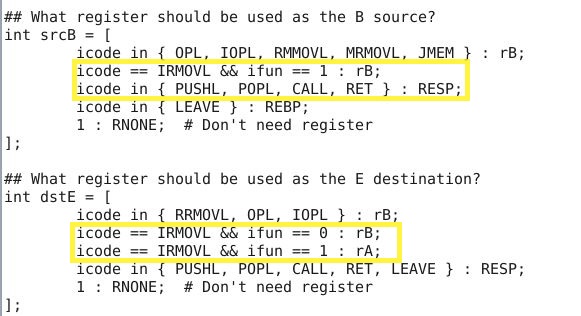 ## What register should be used as the B source?
int srcB = [
        icode in { OPL, IOPL, RMMOVL, MRMOVL, JMEM } : rB;
        icode == IRMOVL && ifun == 1 : rB;
        icode in { PUSHL, POPL, CALL, RET } : RESP;
        icode in { LEAVE } : REBP;
        1 : RNONE;  # Don't need register
];

## What register should be used as the E destination?
int dstE = [
        icode in { RRMOVL, OPL, IOPL } : rB;
        icode == IRMOVL && ifun == 0 : rB;
        icode == IRMOVL && ifun == 1 : rA;
        icode in { PUSHL, POPL, CALL, RET, LEAVE } : RESP;
        1 : RNONE;  # Don't need register
];